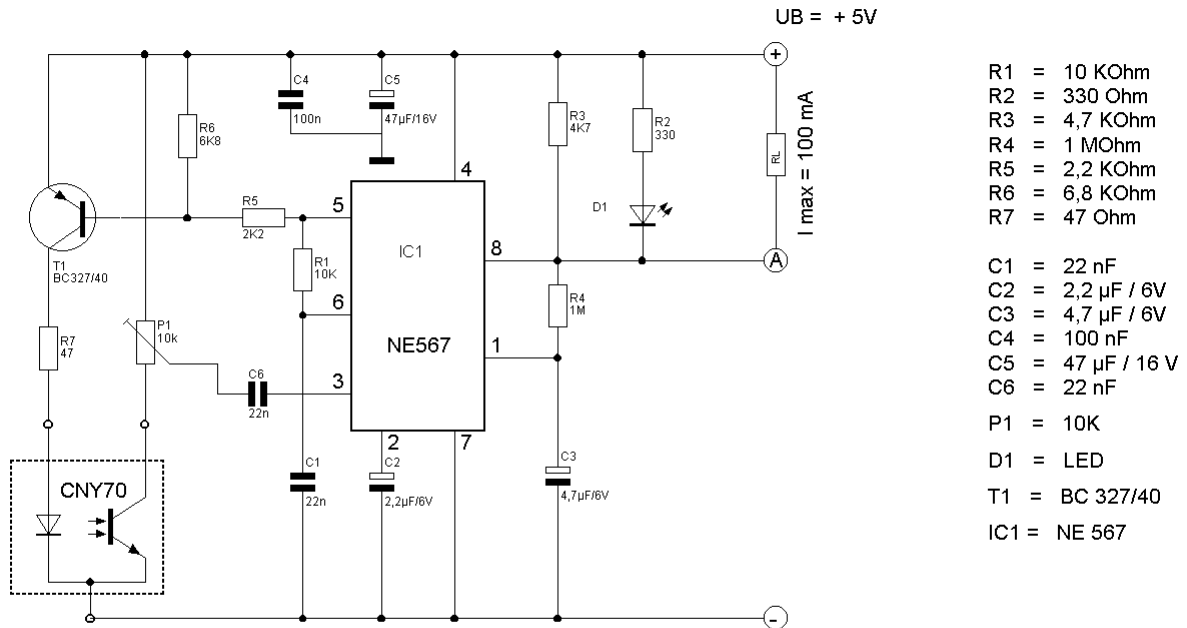 UB = + 5V
+
C4
100n
C5
47µF/16V
R6
6K8
R3
4K7
R2
330
RL
I max = 100 mA
4
5
R5
2K2
T1
BC327/40
R1
10K
IC1
NE567
8
D1
A
6
R4
1M
R7
47
P1
10k
C6
22n
3
1
2
7
C1
22n
C2
2,2µF/6V
C3
4,7µF/6V
CNY70
-
R1 = 10 KOhm
R2 = 330 Ohm
R3 = 4,7 KOhm
R4 = 1 MOhm
R5 = 2,2 KOhm
R6 = 6,8 KOhm
R7 = 47 Ohm
C1 = 22 nF
C2 = 2,2 µF / 6V
C3 = 4,7 µF / 6V
C4 = 100 nF
C5 = 47 µF / 16 V
C6 = 22 nF
P1 = 10K
D1 = LED
T1 = BC 327/40
IC1 = NE 567